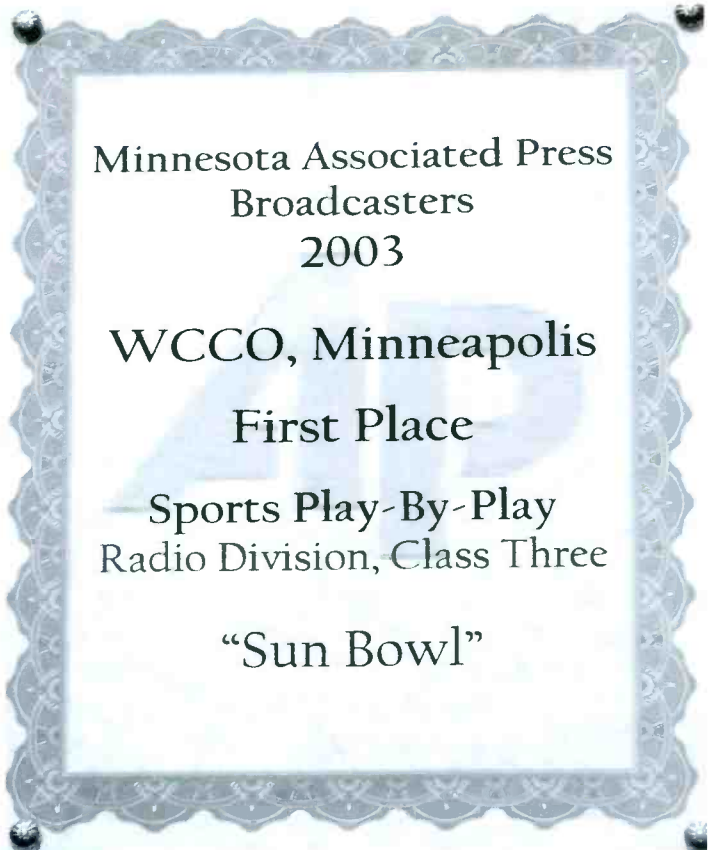 Minnesota Associated Press
Broadcasters
2003
WCCO, Minneapolis
First Place
Sports Play-By-Play
Radio Division, Class Three
“Sun Bowl”
AP